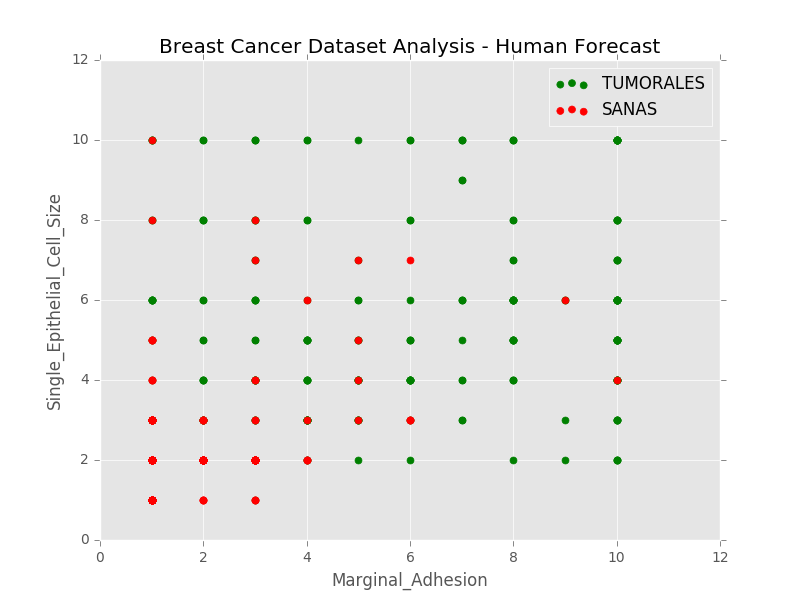 Breast Cancer Dataset Analysis - Human Forecast
TUMORALES
SANAS
Single_Epithelial_Cell_Size
12
10
8
6
4
2
0
0 2 4 6 8 10 12
Marginal_Adhesion